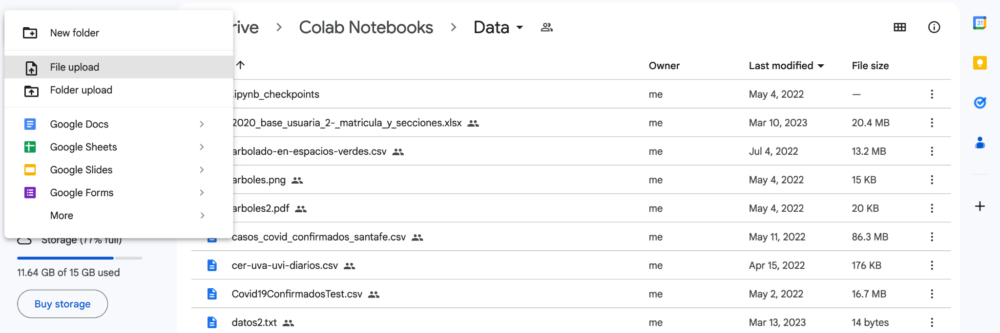 New folder
File upload
Folder upload
Google Docs
Google Sheets
Google Slides
Google Forms
More
Storage (77% full)
11.64 GB of 15 GB used
Buy storage
rive > Colab Notebooks > Data
Owner Last modified File size
.ipynb_checkpoints me May 4, 2022 —
2020_base_usuaria_2-_matricula_y_secciones.xlsx me Mar 10, 2023 20.4 MB
arbolado-en-espacios-verdes.csv me Jul 4, 2022 13.2 MB
arboles.png me May 4, 2022 15 KB
arboles2.pdf me May 4, 2022 20 KB
casos_covid_confirmados_santafe.csv me May 11, 2022 86.3 MB
cer-uva-uvi-diarios.csv me Apr 15, 2022 176 KB
Covid19ConfirmadosTest.csv me May 2, 2022 16.7 MB
datos2.txt me Mar 13, 2023 14 bytes
31